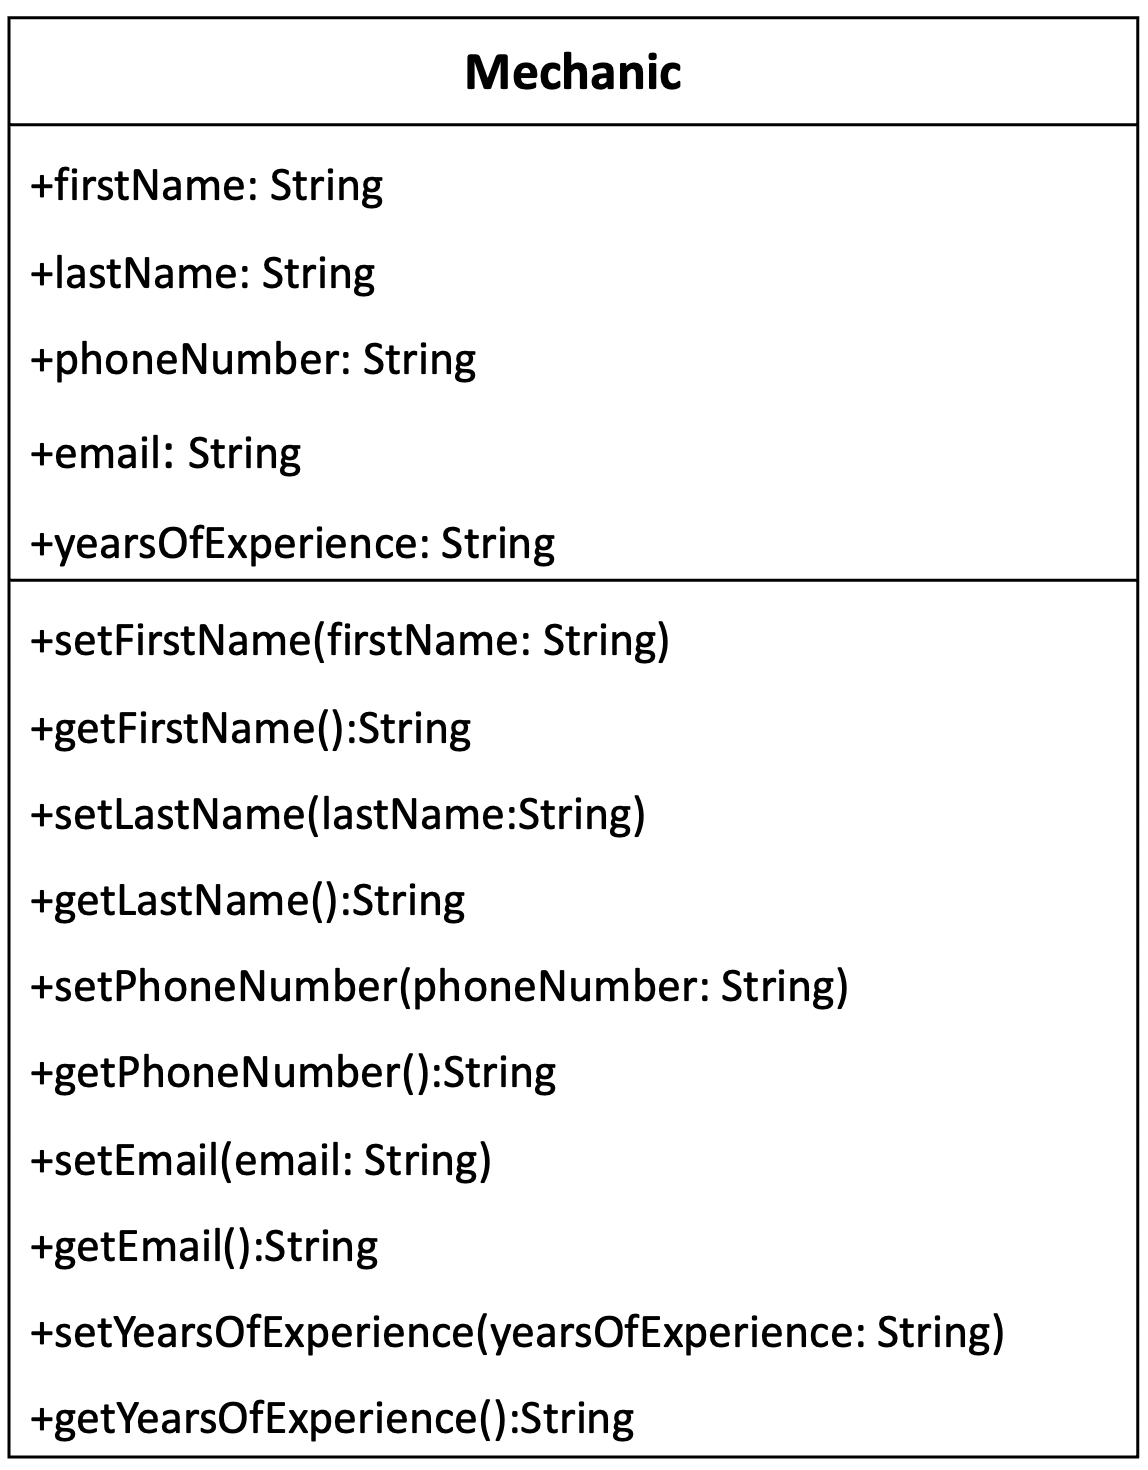 Mechanic
+firstName: String
+lastName: String
+phoneNumber: String
+email: String
+yearsOfExperience: String
+setFirstName(firstName: String)
+getFirstName():String
+setLastName(lastName:String)
+getLastName():String
+setPhoneNumber(phoneNumber: String)
+getPhoneNumber():String
+setEmail(email: String)
+getEmail():String
+setYearsOfExperience(yearsOfExperience: String)
+getYearsOfExperience():String